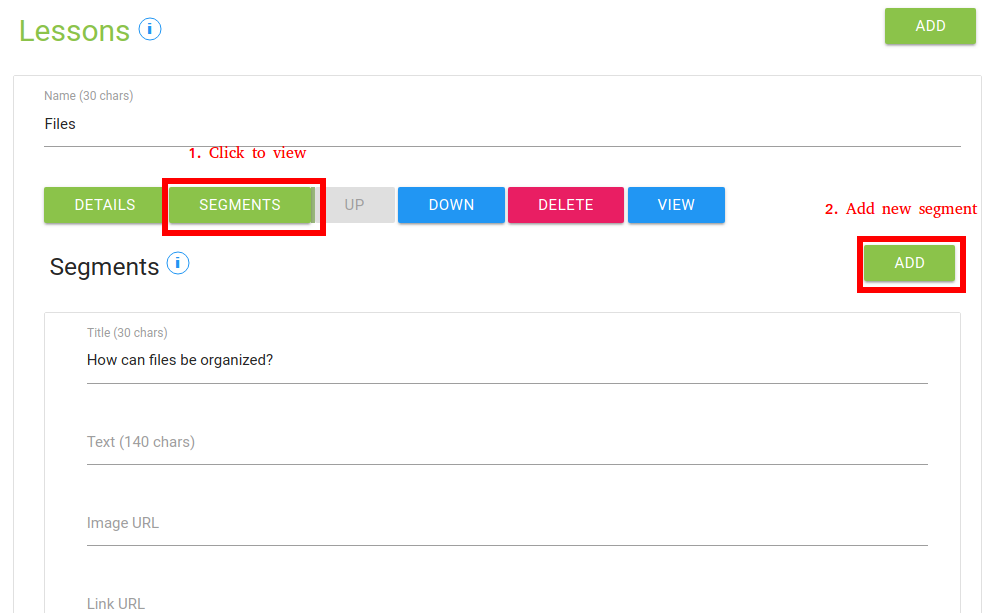 Lessons i
ADD
Name (30 chars)
Files
1. Click to view
DETAILS SEGMENTS UP DOWN DELETE VIEW
2. Add new segment
Segments i
ADD
Title (30 chars)
How can files be organized?
Text (140 chars)
Image URL
Link URL